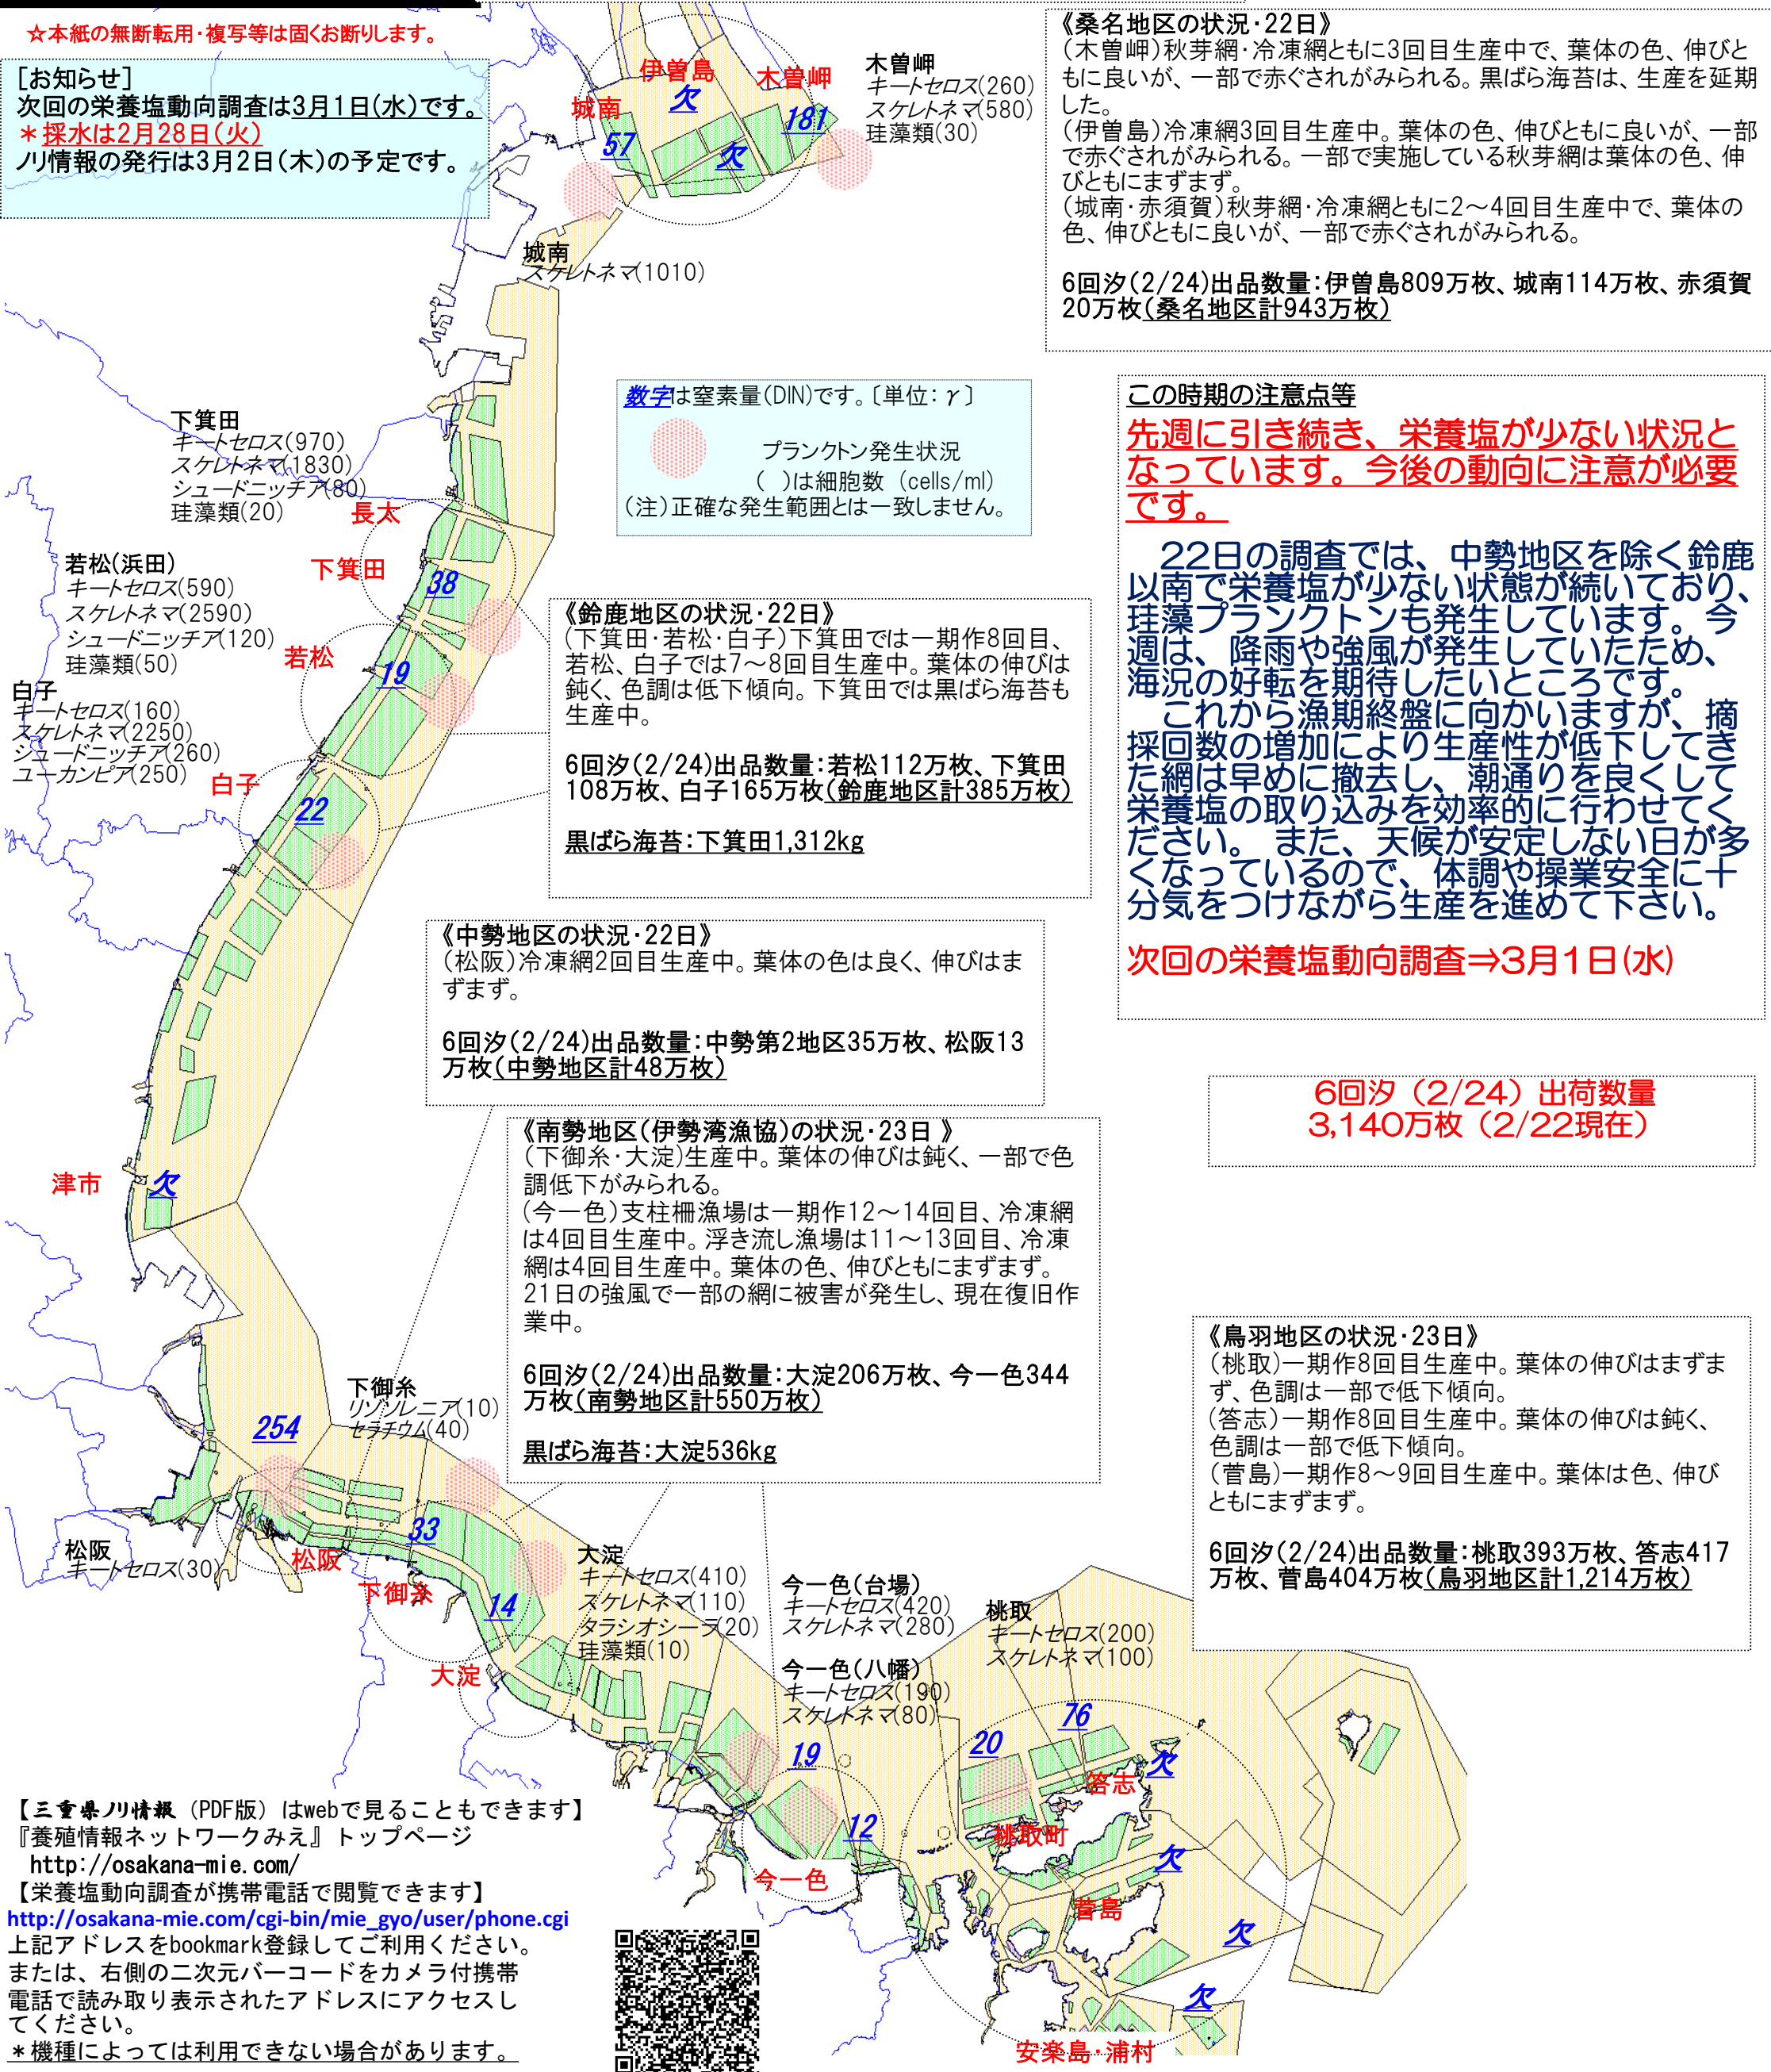 ☆本紙の無断転用・複写等は固くお断りします。
[お知らせ]
次回の栄養塩動向調査は3月1日(水)です。
＊採水は2月28日(火)
ノリ情報の発行は3月2日(木)の予定です。
伊曽島
木曽岬
城南
欠
181
57
欠
木曽岬
キートセロス(260)
スケレトネマ(580)
珪藻類(30)
城南
スケレトネマ(1010)
《桑名地区の状況・22日》
(木曽岬)秋芽網・冷凍網ともに3回目生産中で、葉体の色、伸びと
もに良いが、一部で赤ぐされがみられる。黒ばら海苔は、生産を延期
した。
(伊曽島)冷凍網3回目生産中。葉体の色、伸びともに良いが、一部
で赤ぐされがみられる。一部で実施している秋芽網は葉体の色、伸
びともにまずまず。
(城南・赤須賀)秋芽網・冷凍網ともに2～4回目生産中で、葉体の
色、伸びともに良いが、一部で赤ぐされがみられる。
6回汐(2/24)出品数量:伊曽島809万枚、城南114万枚、赤須賀
20万枚(桑名地区計943万枚)
数字は窒素量(DIN)です。〔単位:γ〕
プランクトン発生状況
( )は細胞数 (cells/ml)
(注)正確な発生範囲とは一致しません。
この時期の注意点等
先週に引き続き、栄養塩が少ない状況と
なっています。今後の動向に注意が必要
です。
22日の調査では、中勢地区を除く鈴鹿
以南で栄養塩が少ない状態が続いており、
珪藻プランクトンも発生しています。今
週は、降雨や強風が発生していたため、
海況の好転を期待したいところです。
これから漁期終盤に向かいますが、摘
採回数の増加により生産性が低下してき
た網は早めに撤去し、潮通りを良くして
栄養塩の取り込みを効率的に行わせてく
ださい。 また、天候が安定しない日が多
くなっているので、体調や操業安全に十
分気をつけながら生産を進めて下さい。
次回の栄養塩動向調査⇒3月1日(水)
下箕田
キートセロス(970)
スケレトネマ(1830)
シュードニッチア(80)
珪藻類(20)
長太
下箕田
38
若松(浜田)
キートセロス(590)
スケレトネマ(2590)
シュードニッチア(120)
珪藻類(50)
若松
19
白子
キートセロス(160)
スケレトネマ(2250)
シュードニッチア(260)
ユーカンピア(250)
白子
22
《鈴鹿地区の状況・22日》
(下箕田・若松・白子)下箕田では一期作8回目、
若松、白子では7～8回目生産中。葉体の伸びは
鈍く、色調は低下傾向。下箕田では黒ばら海苔も
生産中。
6回汐(2/24)出品数量:若松112万枚、下箕田
108万枚、白子165万枚(鈴鹿地区計385万枚)
黒ばら海苔:下箕田1,312kg
《中勢地区の状況・22日》
(松阪)冷凍網2回目生産中。葉体の色は良く、伸びはま
ずまず。
6回汐(2/24)出品数量:中勢第2地区35万枚、松阪13
万枚(中勢地区計48万枚)
6回汐（2/24）出荷数量
3,140万枚（2/22現在）
津市
欠
《南勢地区(伊勢湾漁協)の状況・23日 》
(下御糸・大淀)生産中。葉体の伸びは鈍く、一部で色
調低下がみられる。
(今一色)支柱柵漁場は一期作12～14回目、冷凍網
は4回目生産中。浮き流し漁場は11～13回目、冷凍
網は4回目生産中。葉体の色、伸びともにまずまず。
21日の強風で一部の網に被害が発生し、現在復旧作
業中。
6回汐(2/24)出品数量:大淀206万枚、今一色344
万枚(南勢地区計550万枚)
黒ばら海苔:大淀536kg
《鳥羽地区の状況・23日》
(桃取)一期作8回目生産中。葉体の伸びはまずま
ず、色調は一部で低下傾向。
(答志)一期作8回目生産中。葉体の伸びは鈍く、
色調は一部で低下傾向。
(菅島)一期作8～9回目生産中。葉体は色、伸び
ともにまずまず。
6回汐(2/24)出品数量:桃取393万枚、答志417
万枚、菅島404万枚(鳥羽地区計1,214万枚)
254
下御糸
リゾソレニア(10)
セラチウム(40)
松阪
キートセロス(30)
松阪
33
下御糸
14
大淀
大淀
キートセロス(410)
スケレトネマ(110)
タラシオシーラ(20)
珪藻類(10)
今一色(台場)
キートセロス(420)
スケレトネマ(280)
今一色(八幡)
キートセロス(190)
スケレトネマ(80)
桃取
キートセロス(200)
スケレトネマ(100)
19
12
今一色
20
76
欠
答志
桃取町
欠
菅島
欠
欠
安楽島・浦村
【三重県ノリ情報（PDF版）はwebで見ることもできます】
『養殖情報ネットワークみえ』トップページ
http://osakana-mie.com/
【栄養塩動向調査が携帯電話で閲覧できます】
http://osakana-mie.com/cgi-bin/mie_gyo/user/phone.cgi
上記アドレスをbookmark登録してご利用ください。
または、右側の二次元バーコードをカメラ付携帯
電話で読み取り表示されたアドレスにアクセスし
てください。
＊機種によっては利用できない場合があります。